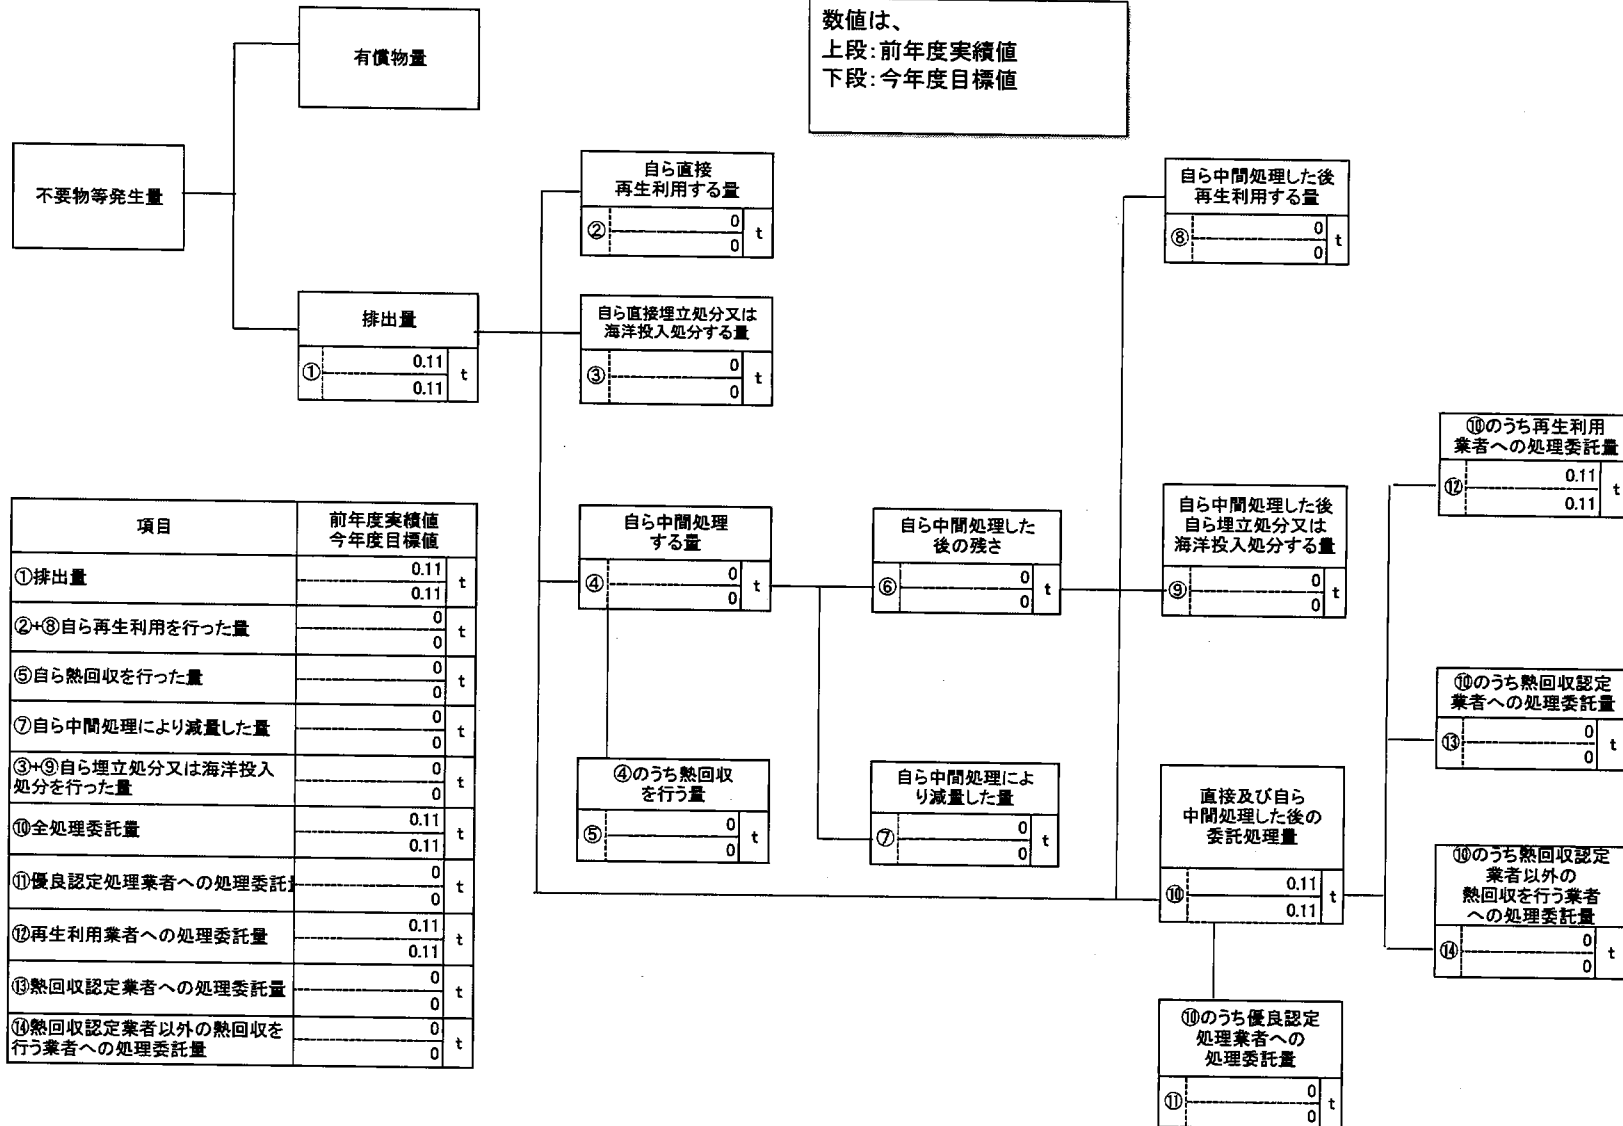 有償物量
数値は、
上段:前年度実績値
下段:今年度目標値
不要物等発生量
排出量
①
0.11
0.11
t
自ら直接
再生利用する量
②
0
0
t
自ら直接埋立処分又は
海洋投入処分する量
③
0
0
t
自ら中間処理
する量
④
0
0
t
④のうち熱回収
を行う量
⑤
0
0
t
自ら中間処理した
後の残さ
⑥
0
0
t
自ら中間処理によ
り減量した量
⑦
0
0
t
自ら中間処理した後
再生利用する量
⑧
0
0
t
自ら中間処理した後
自ら埋立処分又は
海洋投入処分する量
⑨
0
0
t
直接及び自ら
中間処理した後の
委託処理量
⑩
0.11
0.11
t
⑩のうち優良認定
処理業者への
処理委託量
⑪
0
0
t
⑩のうち再生利用
業者への処理委託量
⑫
0.11
0.11
t
⑩のうち熱回収認定
業者への処理委託量
⑬
0
0
t
⑩のうち熱回収認定
業者以外の
熱回収を行う業者
への処理委託量
⑭
0
0
t
項目
前年度実績値
今年度目標値
①排出量
0.11
0.11
t
②+⑧自ら再生利用を行った量
0
0
t
⑤自ら熱回収を行った量
0
0
t
⑦自ら中間処理により減量した量
0
0
t
③+⑨自ら埋立処分又は海洋投入
処分を行った量
0
0
t
⑩全処理委託量
0.11
0.11
t
⑪優良認定処理業者への処理委託
0
0
t
⑫再生利用業者への処理委託量
0.11
0.11
t
⑬熱回収認定業者への処理委託量
0
0
t
⑭熱回収認定業者以外の熱回収を
行う業者への処理委託量
0
0
t